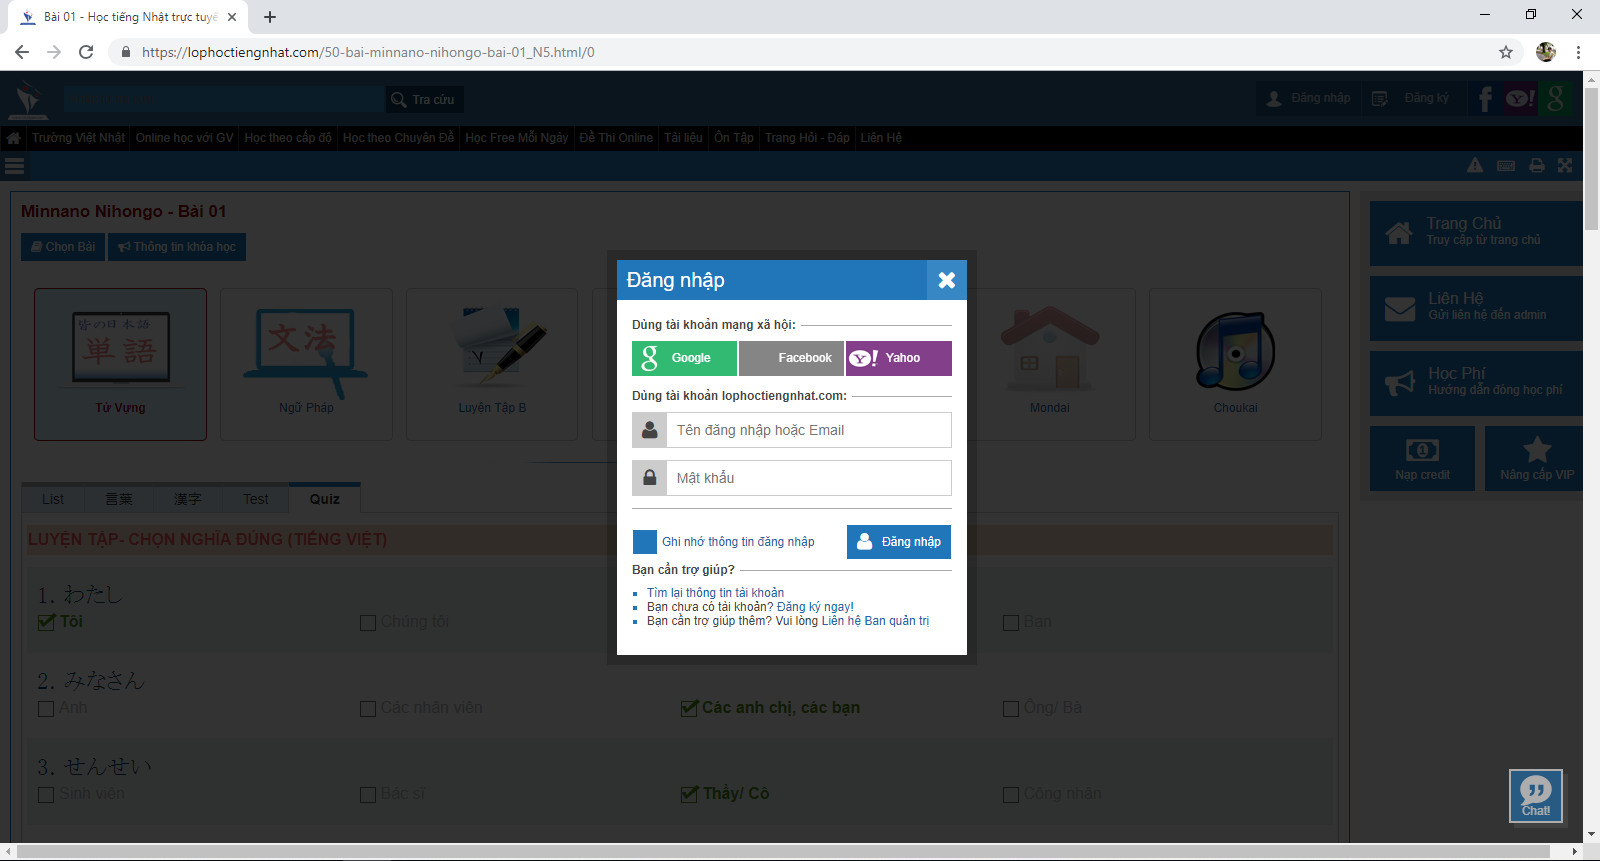 Bài 01 - Học tiếng Nhật trực tuyế
https://lophoctiengnhat.com/50-bai-minnano-nihongo-bai-01_N5.html/0
Tra cứu
Đăng nhập
Đăng ký
Trường Việt Nhật
Online học với GV
Học theo cấp độ
Học theo Chuyên Đề
Học Free Mỗi Ngày
Đề Thi Online
Tài liệu
Ôn Tập
Trang Hỏi - Đáp
Liên Hệ
Minnano Nihongo - Bài 01
Chọn Bài
Thông tin khóa học
皆の日本語
単語
Từ Vựng
文法
Ngữ Pháp
Luyện Tập B
Mondai
Choukai
List
言葉
漢字
Test
Quiz
LUYỆN TẬP- CHỌN NGHĨA ĐÚNG (TIẾNG VIỆT)
1. わたし
Tôi
Chúng tôi
Bạn
2. みなさん
Anh
Các nhân viên
Các anh chị, các bạn
Ông/ Bà
3. せんせい
Sinh viên
Bác sĩ
Thầy/ Cô
Công nhân
Đăng nhập
Dùng tài khoản mạng xã hội:
Google
Facebook
Y! Yahoo
Dùng tài khoản lophoctiengnhat.com:
Tên đăng nhập hoặc Email
Mật khẩu
Ghi nhớ thông tin đăng nhập
Đăng nhập
Bạn cần trợ giúp?
Tìm lại thông tin tài khoản
Bạn chưa có tài khoản? Đăng ký ngay!
Bạn cần trợ giúp thêm? Vui lòng Liên hệ Ban quản trị
Trang Chủ
Truy cập từ trang chủ
Liên Hệ
Gửi liên hệ đến admin
Học Phí
Hướng dẫn đóng học phí
Nạp credit
Nâng cấp VIP
Chat!